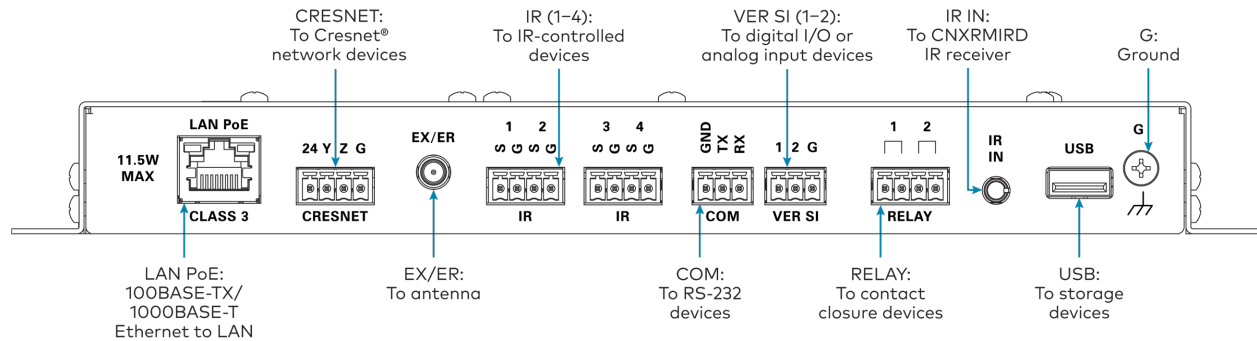 CRESNET:
To Cresnet®
network devices
IR (1–4):
To IR-controlled
devices
VER SI (1–2):
To digital I/O or
analog input devices
IR IN:
To CNXRMIRD
IR receiver
G:
Ground
LAN PoE
11.5W
MAX
CLASS 3
24 Y Z G
CRESNET
EX/ER
1 2
S G S G
IR
3 4
S G S G
IR
GND
TX
RX
COM
1 2 G
VER SI
1 2
RELAY
IR
IN
USB
G
LAN PoE:
100BASE-TX/
1000BASE-T
Ethernet to LAN
EX/ER:
To antenna
COM:
To RS-232
devices
RELAY:
To contact
closure devices
USB:
To storage
devices